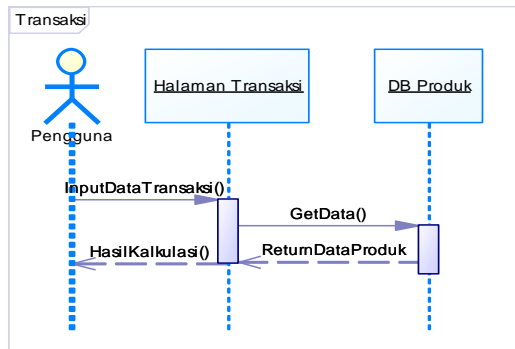 Transaksi
Halaman Transaksi
DB Produk
Pengguna
InputDataTransaksi()
GetData()
HasilKalkulasi()
ReturnDataProduk